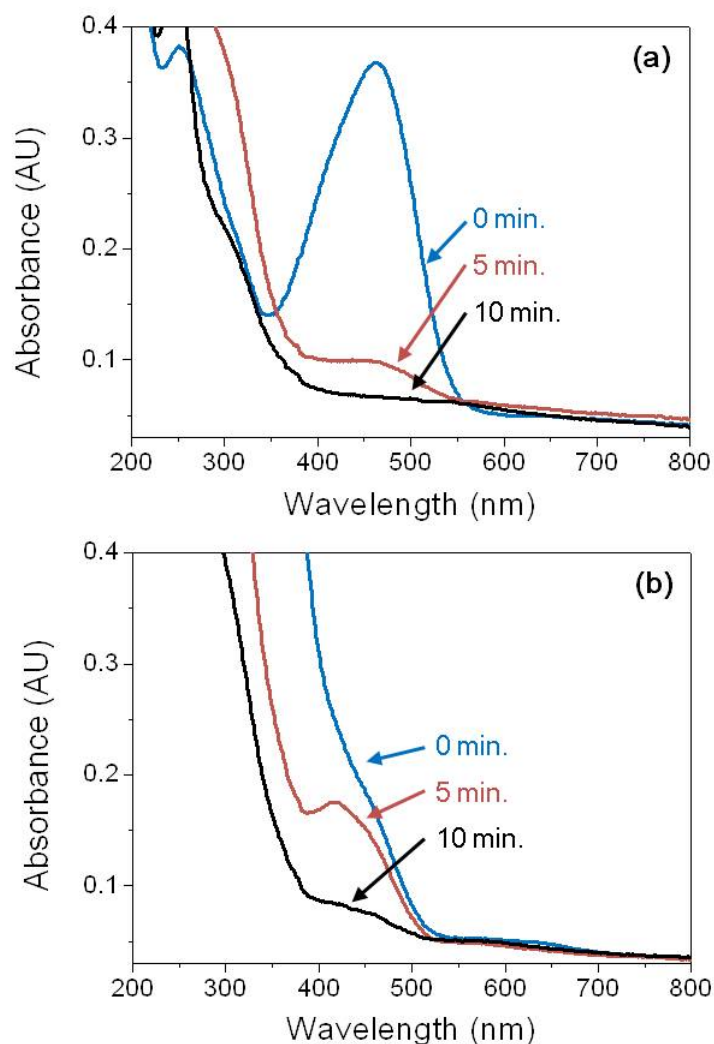 0.4
0.3
0.2
0.1
Absorbance (AU)
(a)
0 min.
5 min.
10 min.
200 300 400 500 600 700 800
Wavelength (nm)
0.4
0.3
0.2
0.1
Absorbance (AU)
(b)
0 min.
5 min.
10 min.
200 300 400 500 600 700 800
Wavelength (nm)